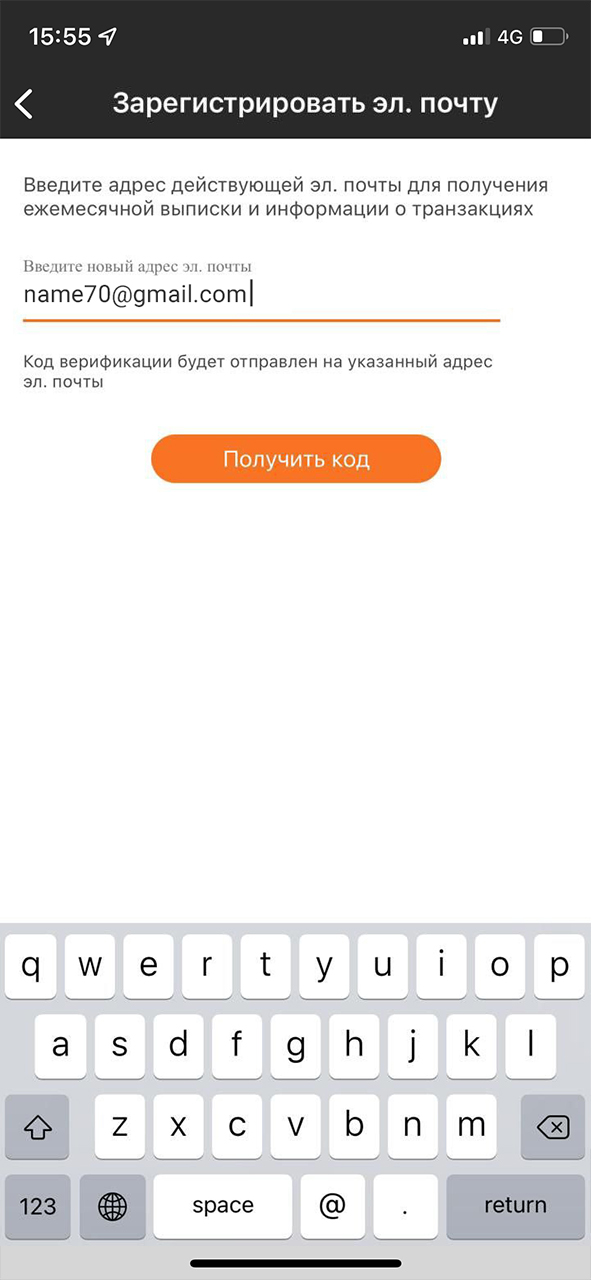 15:55 4G
Зарегистрировать эл. почту
Введите адрес действующей эл. почты для получения
ежемесячной выписки и информации о транзакциях
Введите новый адрес эл. почты
name70@gmail.com
Код верификации будет отправлен на указанный адрес
эл. почты
Получить код
q w e r t y u i o p
a s d f g h j k l
z x c v b n m
123 space @ . return